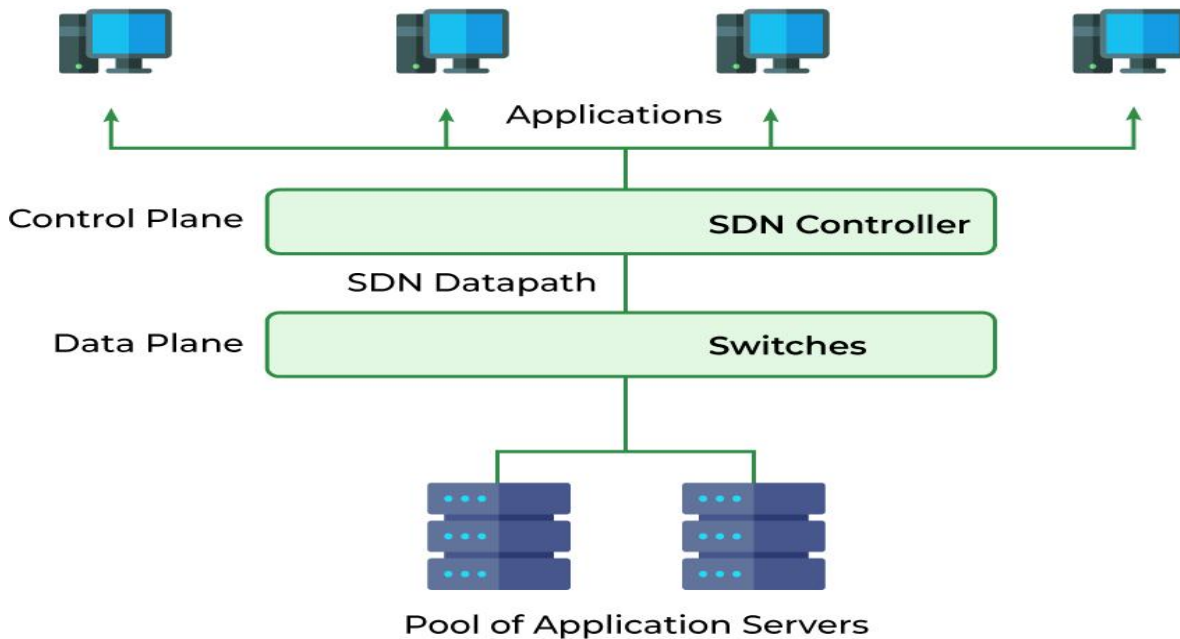 Applications
Control Plane
SDN Controller
SDN Datapath
Data Plane
Switches
Pool of Application Servers